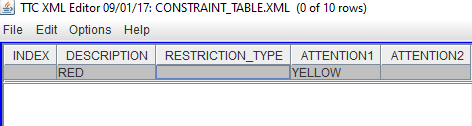 TTC XML Editor 09/01/17: CONSTRAINT_TABLE.XML (0 of 10 rows)
File Edit Options Help
INDEX DESCRIPTION RESTRICTION_TYPE ATTENTION1 ATTENTION2
RED YELLOW